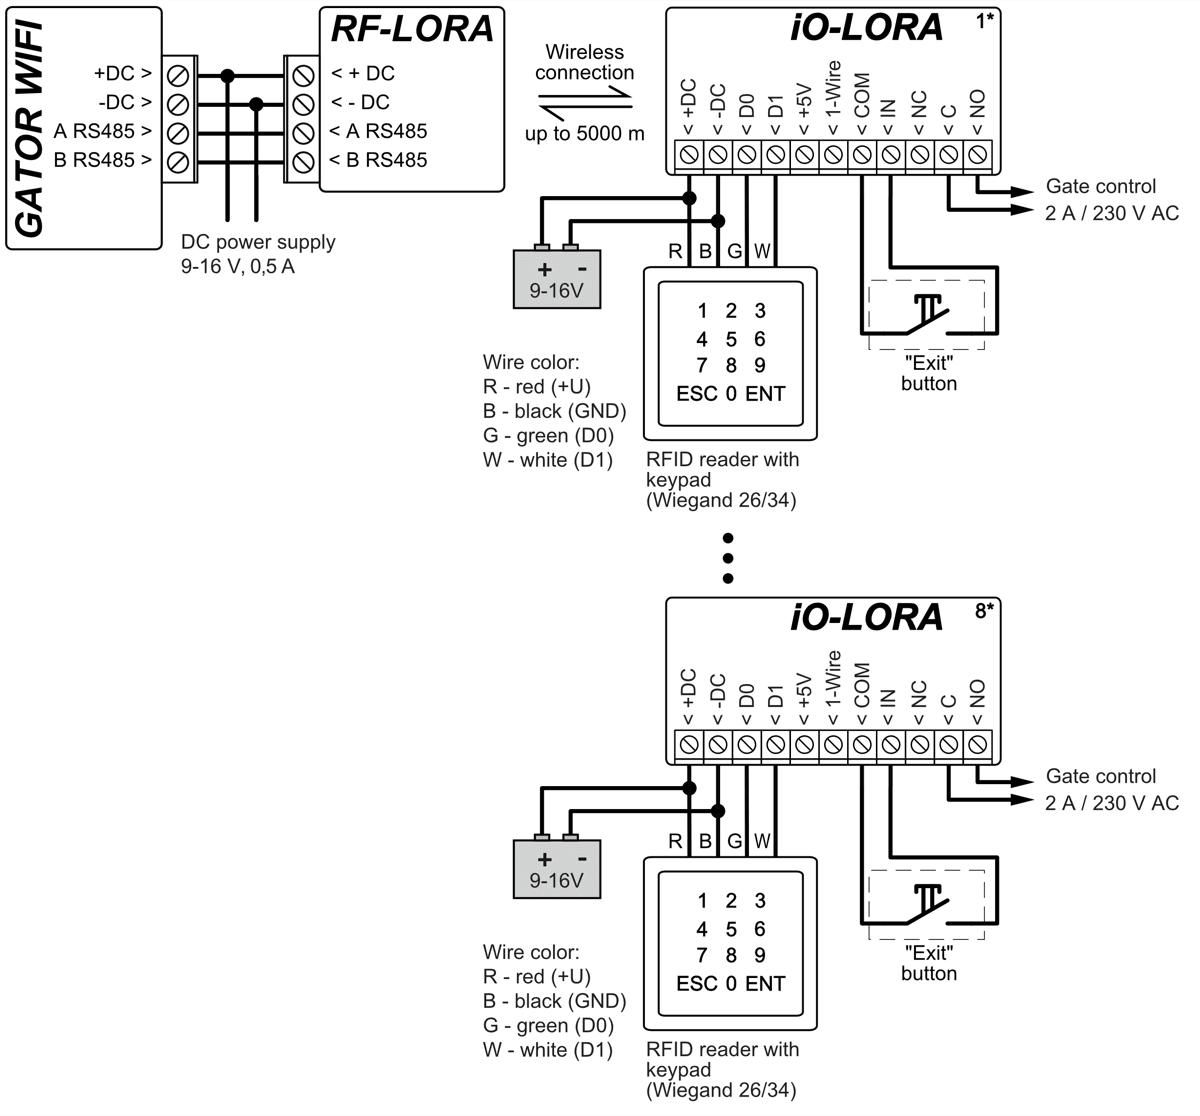 GATOR WIFI
+DC >
-DC >
A RS485 >
B RS485 >
RF-LORA
< + DC
< - DC
< A RS485
< B RS485
DC power supply
9-16 V, 0,5 A
Wireless
connection
up to 5000 m
iO-LORA
1*
< +DC
< -DC
< D0
< D1
< +5V
< 1-Wire
< COM
< IN
< NC
< C
< NO
Gate control
2 A / 230 V AC
R B G W
+ -
9-16V
1 2 3
4 5 6
7 8 9
ESC 0 ENT
"Exit"
button
Wire color:
R - red (+U)
B - black (GND)
G - green (D0)
W - white (D1)
RFID reader with
keypad
(Wiegand 26/34)
iO-LORA
8*
< +DC
< -DC
< D0
< D1
< +5V
< 1-Wire
< COM
< IN
< NC
< C
< NO
Gate control
2 A / 230 V AC
R B G W
+ -
9-16V
1 2 3
4 5 6
7 8 9
ESC 0 ENT
"Exit"
button
Wire color:
R - red (+U)
B - black (GND)
G - green (D0)
W - white (D1)
RFID reader with
keypad
(Wiegand 26/34)